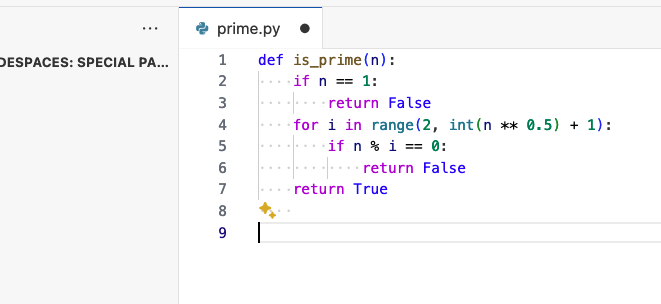 ...
prime.py
DESPACES: SPECIAL PA...
1 def is_prime(n):
2     if n == 1:
3         return False
4     for i in range(2, int(n ** 0.5) + 1):
5         if n % i == 0:
6             return False
7     return True
8
9